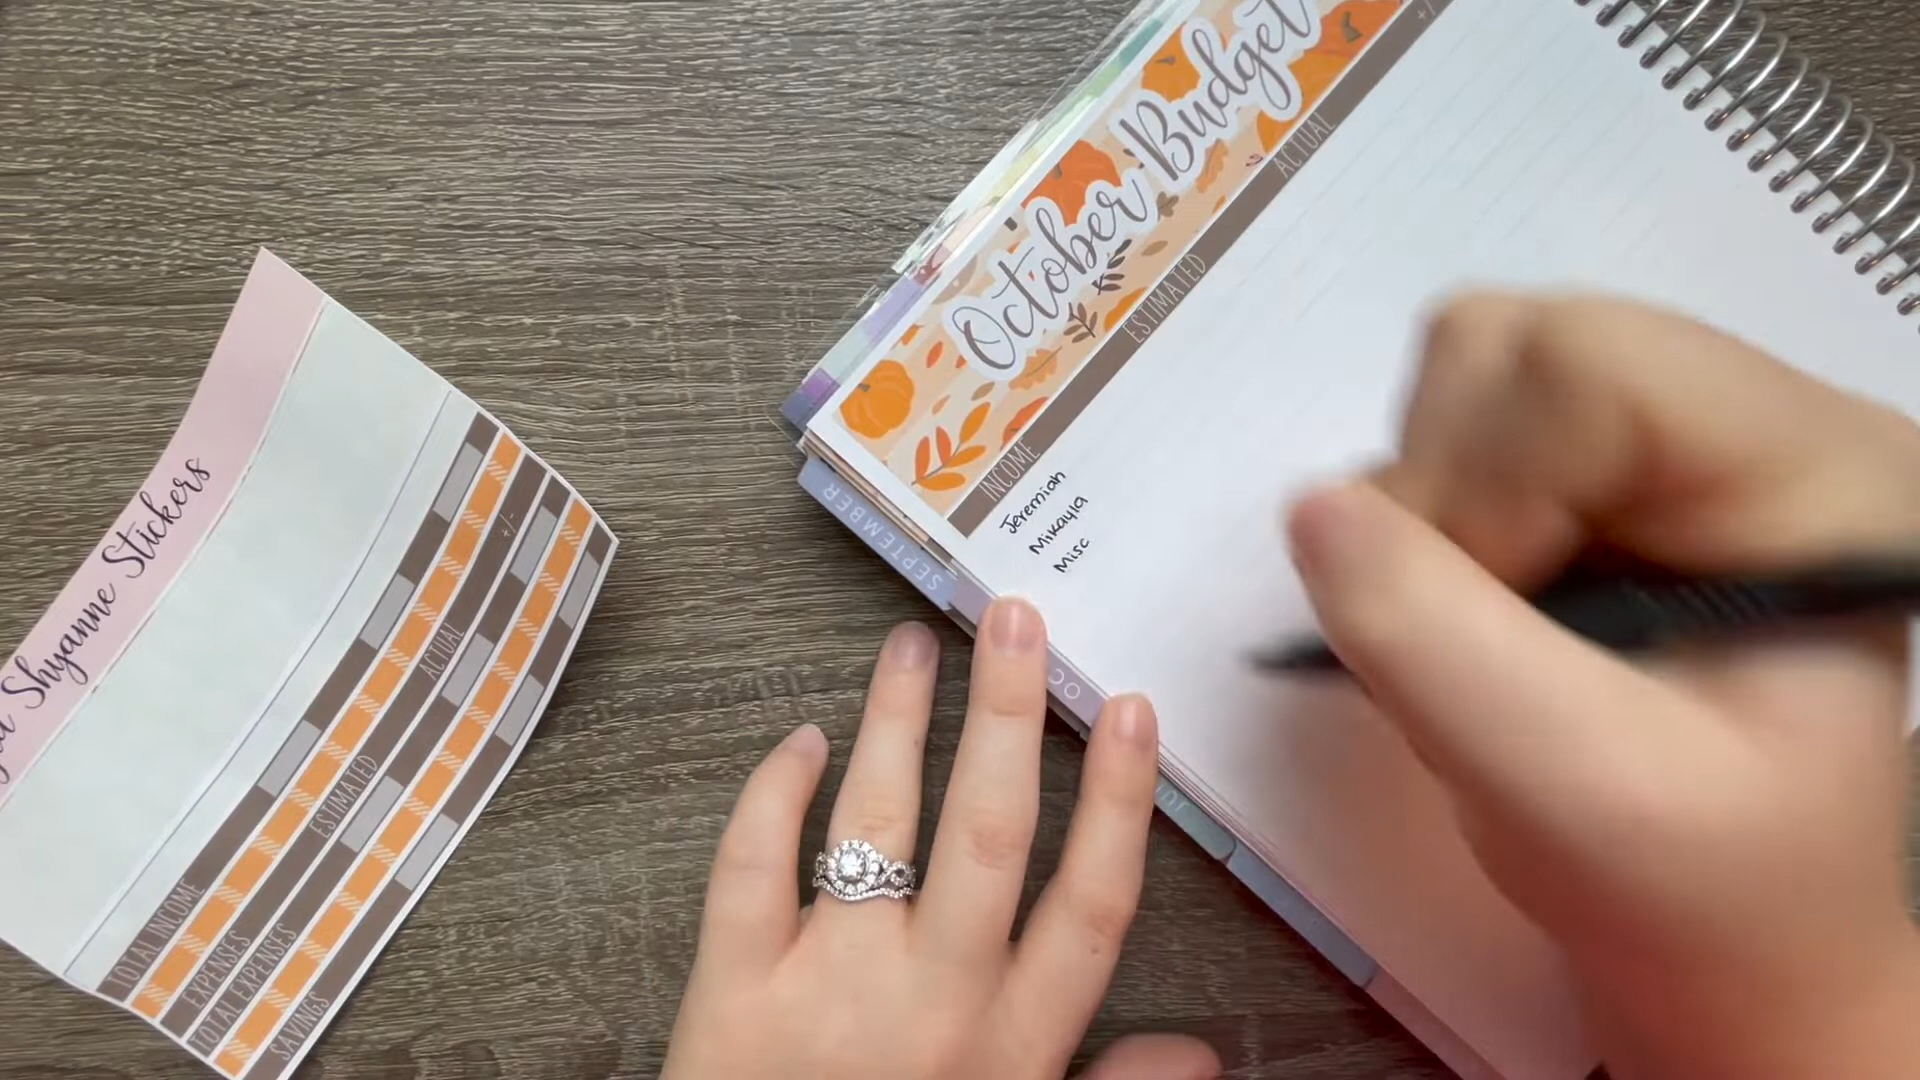 October Budget
INCOME ESTIMATED ACTUAL +/-
Jeremiah
Mikayla
Misc
SEPTEMBER
OC
Shyanne Stickers
TOTAL INCOME
EXPENSES ESTIMATED ACTUAL +/-
TOTAL EXPENSES
SAVINGS